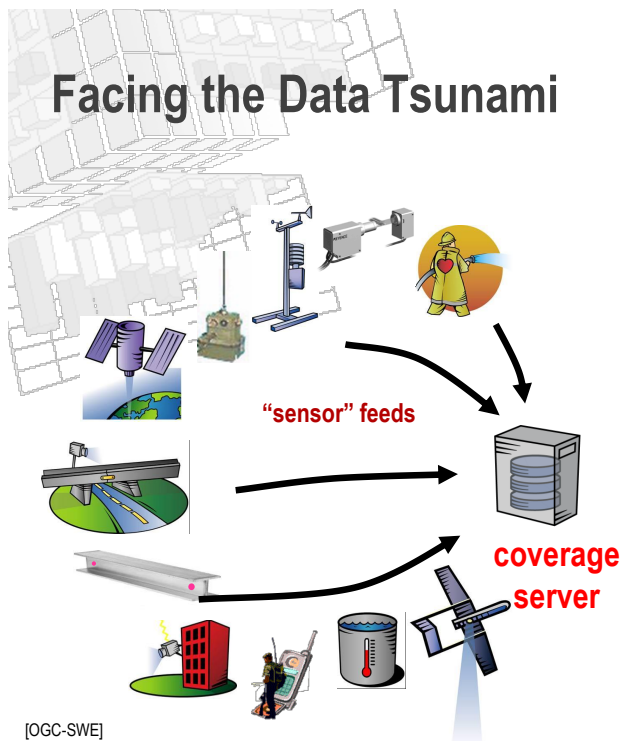 Facing the Data Tsunami
“sensor” feeds
coverage
server
[OGC-SWE]